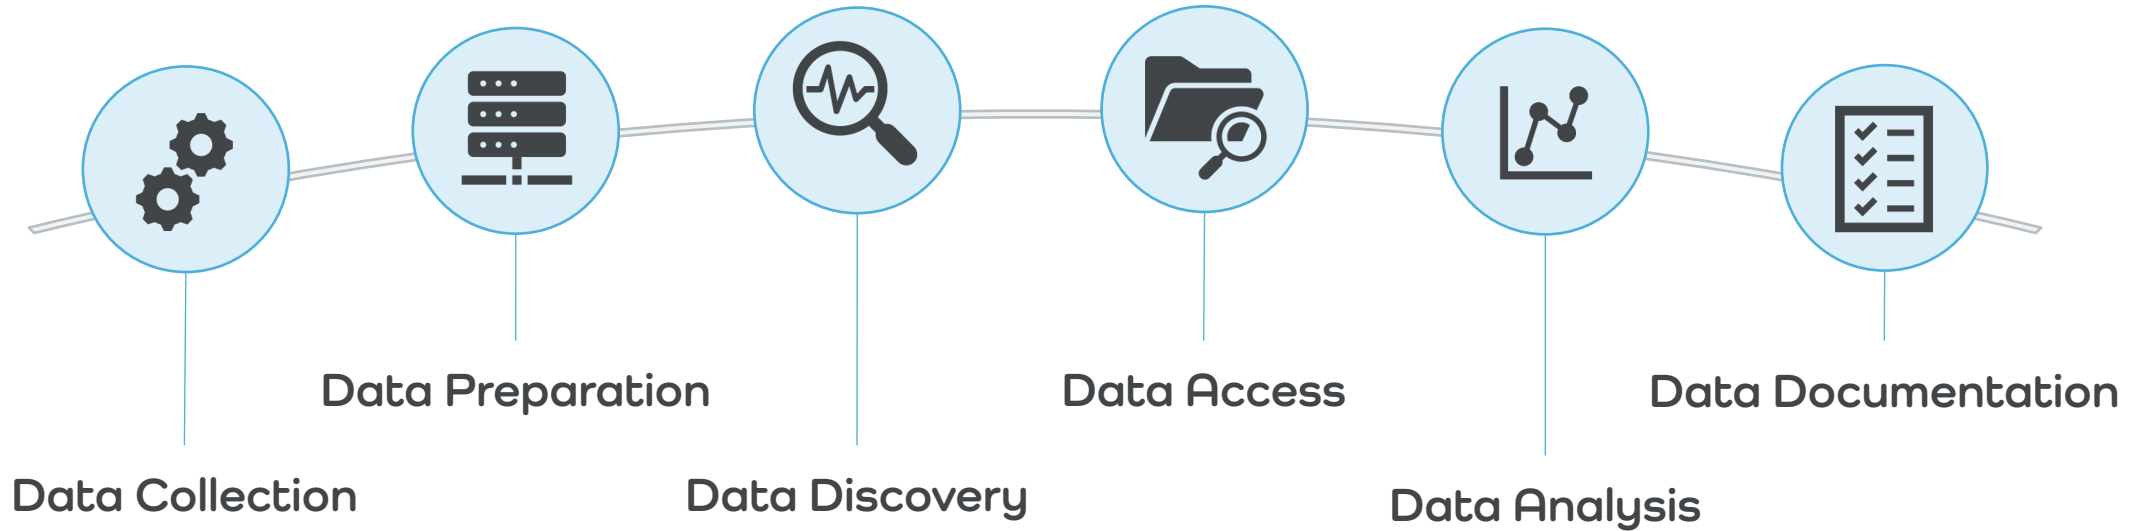 Data Collection
Data Preparation
Data Discovery
Data Access
Data Analysis
Data Documentation